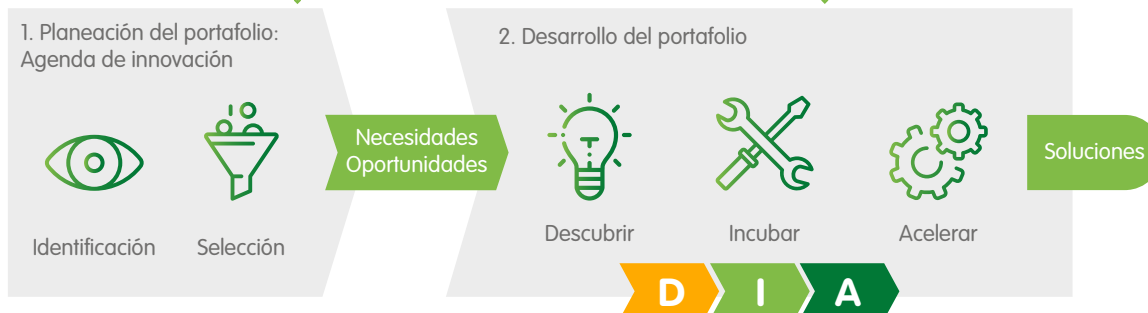 1. Planeación del portafolio:
Agenda de innovación
Identificación
Selección
Necesidades
Oportunidades
2. Desarrollo del portafolio
Descubrir
Incubar
Acelerar
D
I
A
Soluciones